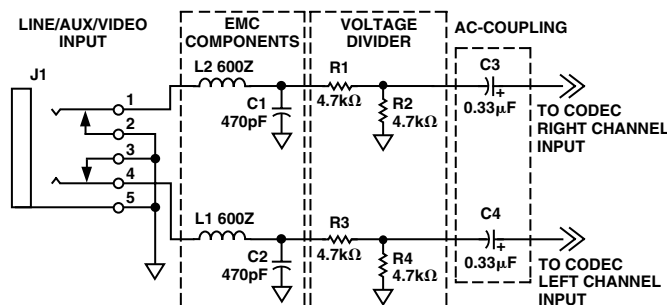 LINE/AUX/VIDEO
INPUT
EMC
COMPONENTS
VOLTAGE
DIVIDER
AC-COUPLING
J1
1
2
3
4
5
L2 600Z
C1
470pF
R1
4.7kΩ
R2
4.7kΩ
C3
+
0.33µF
TO CODEC
RIGHT CHANNEL
INPUT
L1 600Z
C2
470pF
R3
4.7kΩ
R4
4.7kΩ
C4
+
0.33µF
TO CODEC
LEFT CHANNEL
INPUT